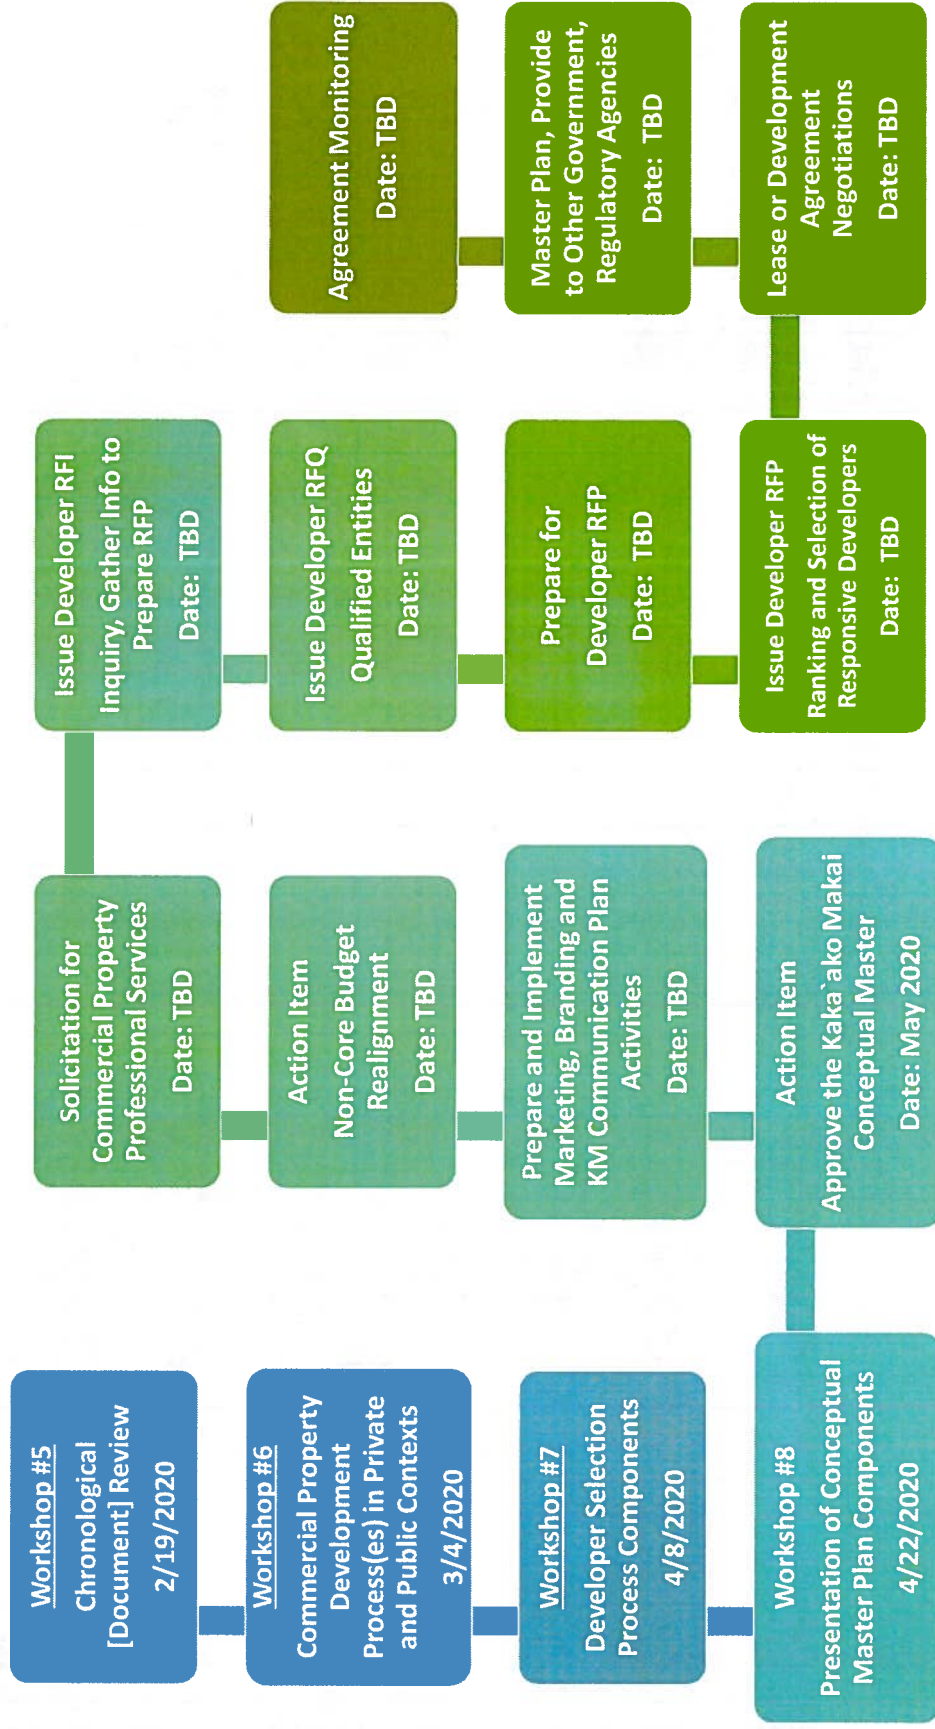 Workshop #5
Chronological
[Document] Review
2/19/2020
Workshop #6
Commercial Property
Development
Process(es) in Private
and Public Contexts
3/4/2020
Workshop #7
Developer Selection
Process Components
4/8/2020
Workshop #8
Presentation of Conceptual
Master Plan Components
4/22/2020
Action Item
Approve the Kaka`ako Makai
Conceptual Master
Date: May 2020
Prepare and Implement
Marketing, Branding and
KM Communication Plan
Activities
Date: TBD
Action Item
Non-Core Budget
Realignment
Date: TBD
Solicitation for
Commercial Property
Professional Services
Date: TBD
Issue Developer RFI
Inquiry, Gather Info to
Prepare RFP
Date: TBD
Issue Developer RFQ
Qualified Entities
Date: TBD
Prepare for
Developer RFP
Date: TBD
Issue Developer RFP
Ranking and Selection of
Responsive Developers
Date: TBD
Lease or Development
Agreement
Negotiations
Date: TBD
Master Plan, Provide
to Other Government,
Regulatory Agencies
Date: TBD
Agreement Monitoring
Date: TBD